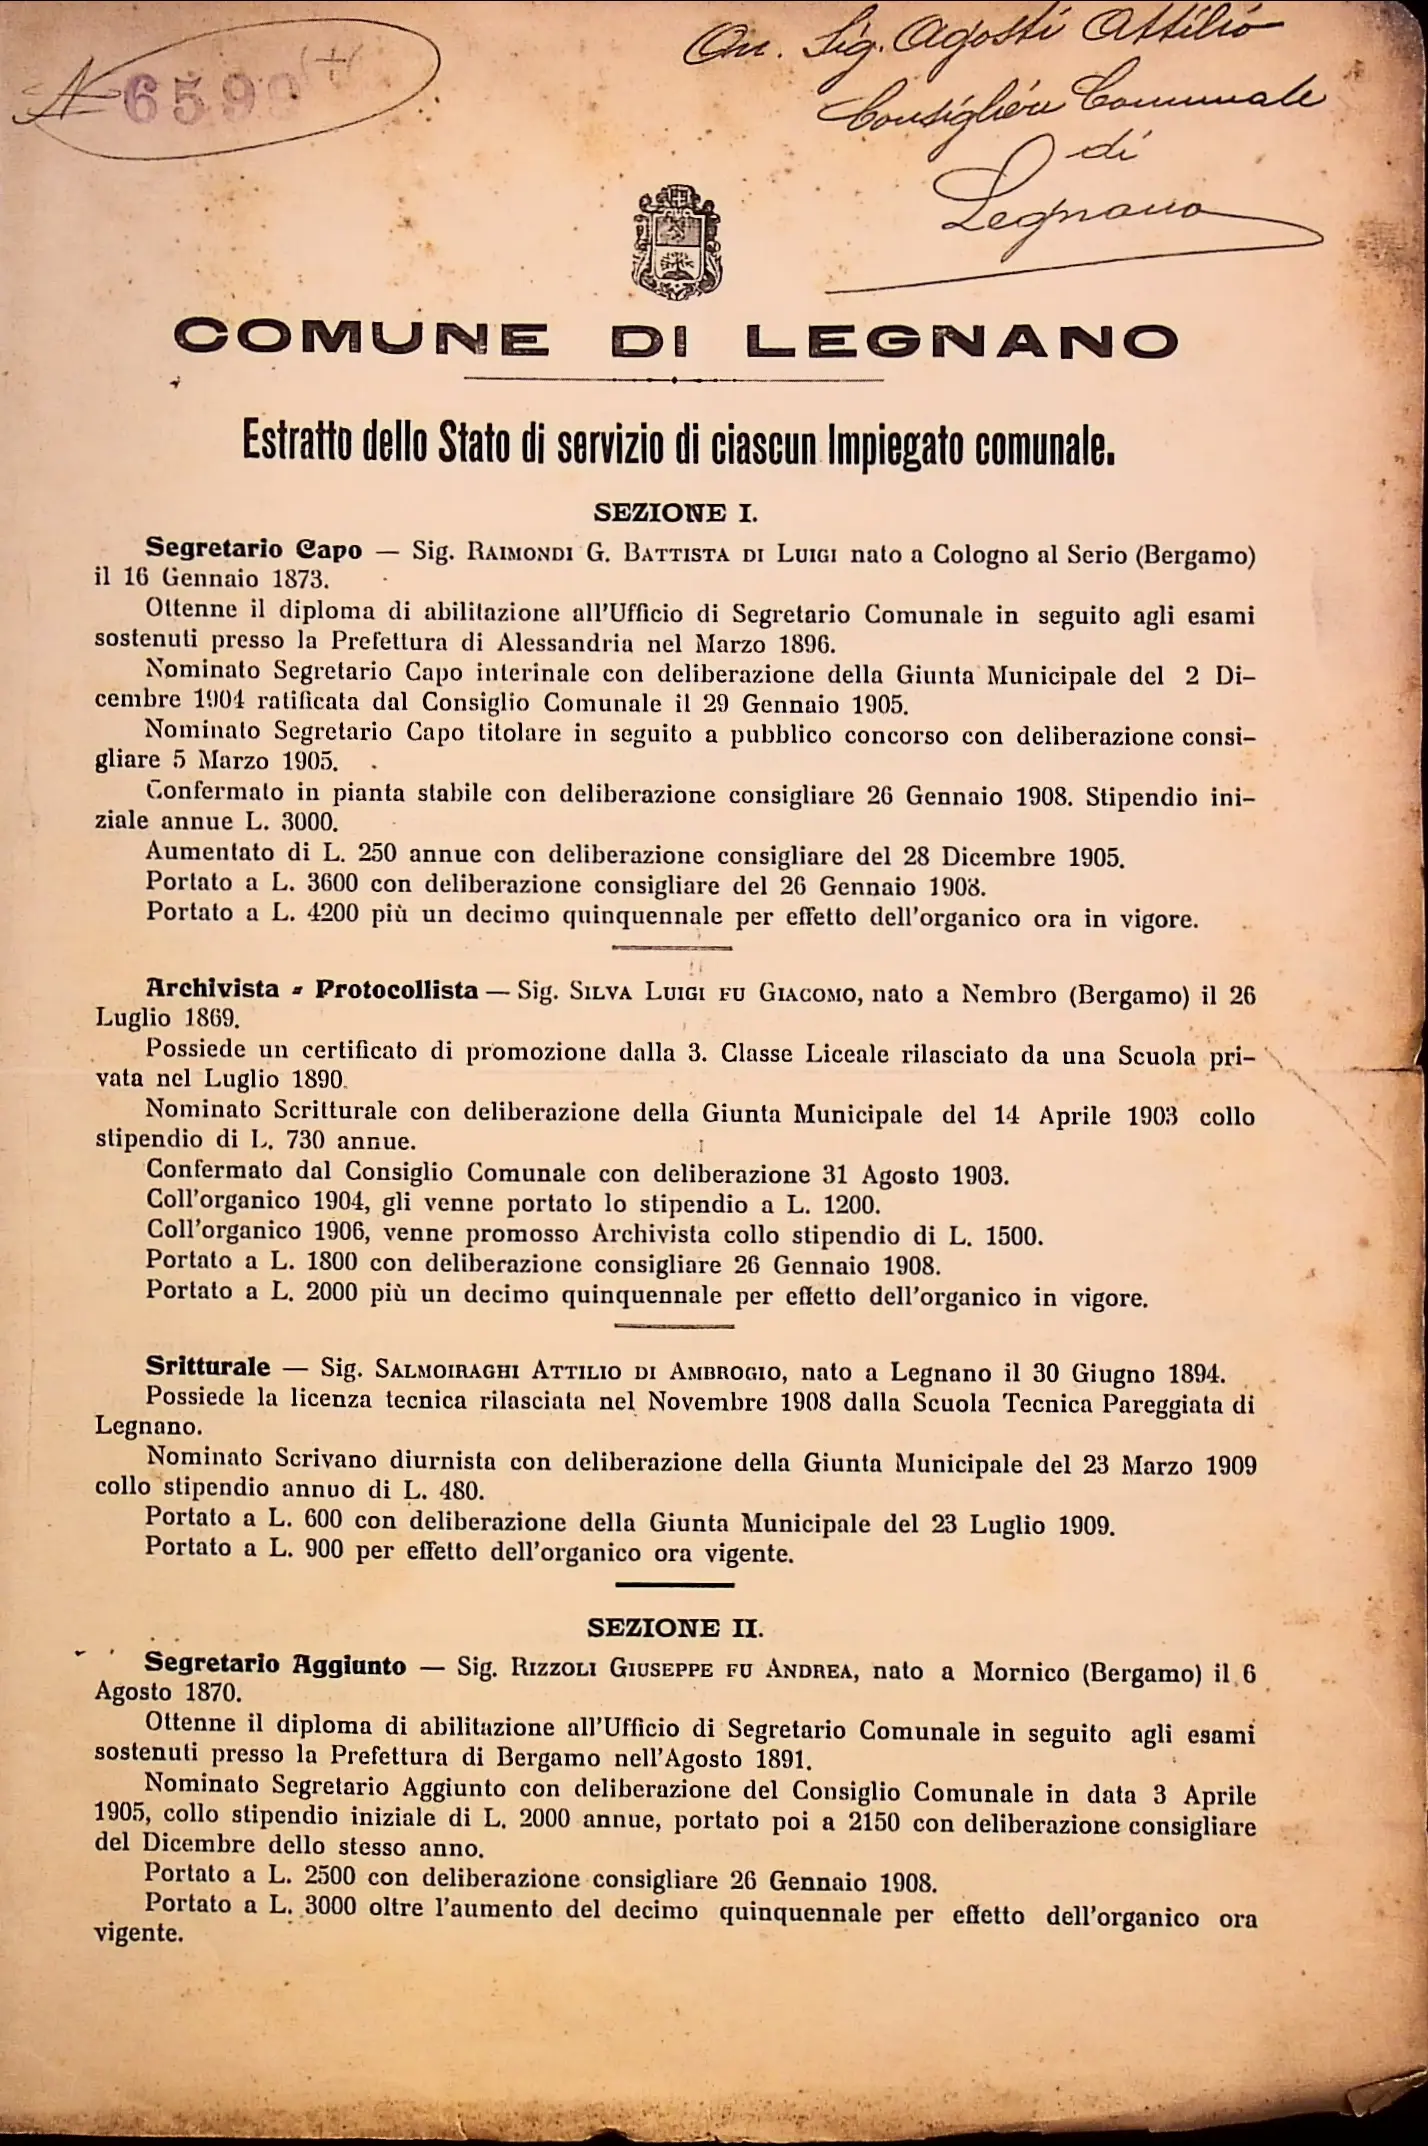 On. Sig. Agosti Attilio
Consigliere Comunale
di
Legnano
N 659
COMUNE DI LEGNANO
Estratto dello Stato di servizio di ciascun Impiegato comunale.
SEZIONE I.
Segretario Capo — Sig. RAIMONDI G. BATTISTA DI LUIGI nato a Cologno al Serio (Bergamo)
il 16 Gennaio 1873.
Ottenne il diploma di abilitazione all'Ufficio di Segretario Comunale in seguito agli esami
sostenuti presso la Prefettura di Alessandria nel Marzo 1896.
Nominato Segretario Capo interinale con deliberazione della Giunta Municipale del 2 Di-
cembre 1904 ratificata dal Consiglio Comunale il 29 Gennaio 1905.
Nominato Segretario Capo titolare in seguito a pubblico concorso con deliberazione consi-
gliare 5 Marzo 1905.
Confermato in pianta stabile con deliberazione consigliare 26 Gennaio 1908. Stipendio ini-
ziale annue L. 3000.
Aumentato di L. 250 annue con deliberazione consigliare del 28 Dicembre 1905.
Portato a L. 3600 con deliberazione consigliare del 26 Gennaio 1908.
Portato a L. 4200 più un decimo quinquennale per effetto dell'organico ora in vigore.
Archivista - Protocollista — Sig. SILVA LUIGI FU GIACOMO, nato a Nembro (Bergamo) il 26
Luglio 1869.
Possiede un certificato di promozione dalla 3. Classe Liceale rilasciato da una Scuola pri-
vata nel Luglio 1890.
Nominato Scritturale con deliberazione della Giunta Municipale del 14 Aprile 1903 collo
stipendio di L. 730 annue.
Confermato dal Consiglio Comunale con deliberazione 31 Agosto 1903.
Coll'organico 1904, gli venne portato lo stipendio a L. 1200.
Coll'organico 1906, venne promosso Archivista collo stipendio di L. 1500.
Portato a L. 1800 con deliberazione consigliare 26 Gennaio 1908.
Portato a L. 2000 più un decimo quinquennale per effetto dell'organico in vigore.
Sritturale — Sig. SALMOIRAGHI ATTILIO DI AMBROGIO, nato a Legnano il 30 Giugno 1894.
Possiede la licenza tecnica rilasciata nel Novembre 1908 dalla Scuola Tecnica Pareggiata di
Legnano.
Nominato Scrivano diurnista con deliberazione della Giunta Municipale del 23 Marzo 1909
collo stipendio annuo di L. 480.
Portato a L. 600 con deliberazione della Giunta Municipale del 23 Luglio 1909.
Portato a L. 900 per effetto dell'organico ora vigente.
SEZIONE II.
Segretario Aggiunto — Sig. RIZZOLI GIUSEPPE FU ANDREA, nato a Mornico (Bergamo) il 6
Agosto 1870.
Ottenne il diploma di abilitazione all'Ufficio di Segretario Comunale in seguito agli esami
sostenuti presso la Prefettura di Bergamo nell'Agosto 1891.
Nominato Segretario Aggiunto con deliberazione del Consiglio Comunale in data 3 Aprile
1905, collo stipendio iniziale di L. 2000 annue, portato poi a 2150 con deliberazione consigliare
del Dicembre dello stesso anno.
Portato a L. 2500 con deliberazione consigliare 26 Gennaio 1908.
Portato a L. 3000 oltre l'aumento del decimo quinquennale per effetto dell'organico ora
vigente.